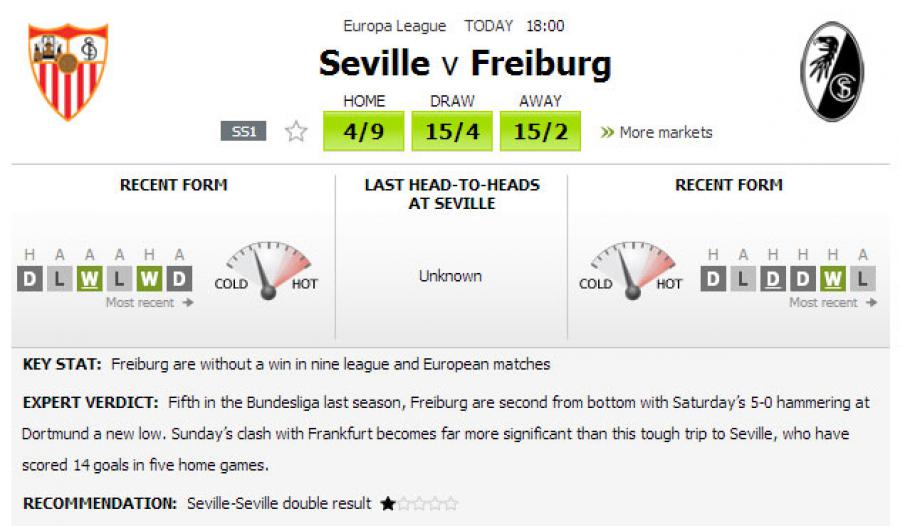 Europa League TODAY 18:00
Seville v Freiburg
HOME DRAW AWAY
SS1 4/9 15/4 15/2 » More markets
RECENT FORM
H A A A H A
D L W L W D
Most recent
COLD HOT
LAST HEAD-TO-HEADS
AT SEVILLE
Unknown
RECENT FORM
H A H H H A
D L D D W L
Most recent
COLD HOT
KEY STAT: Freiburg are without a win in nine league and European matches
EXPERT VERDICT: Fifth in the Bundesliga last season, Freiburg are second from bottom with Saturday's 5-0 hammering at
Dortmund a new low. Sunday's clash with Frankfurt becomes far more significant than this tough trip to Seville, who have
scored 14 goals in five home games.
RECOMMENDATION: Seville-Seville double result